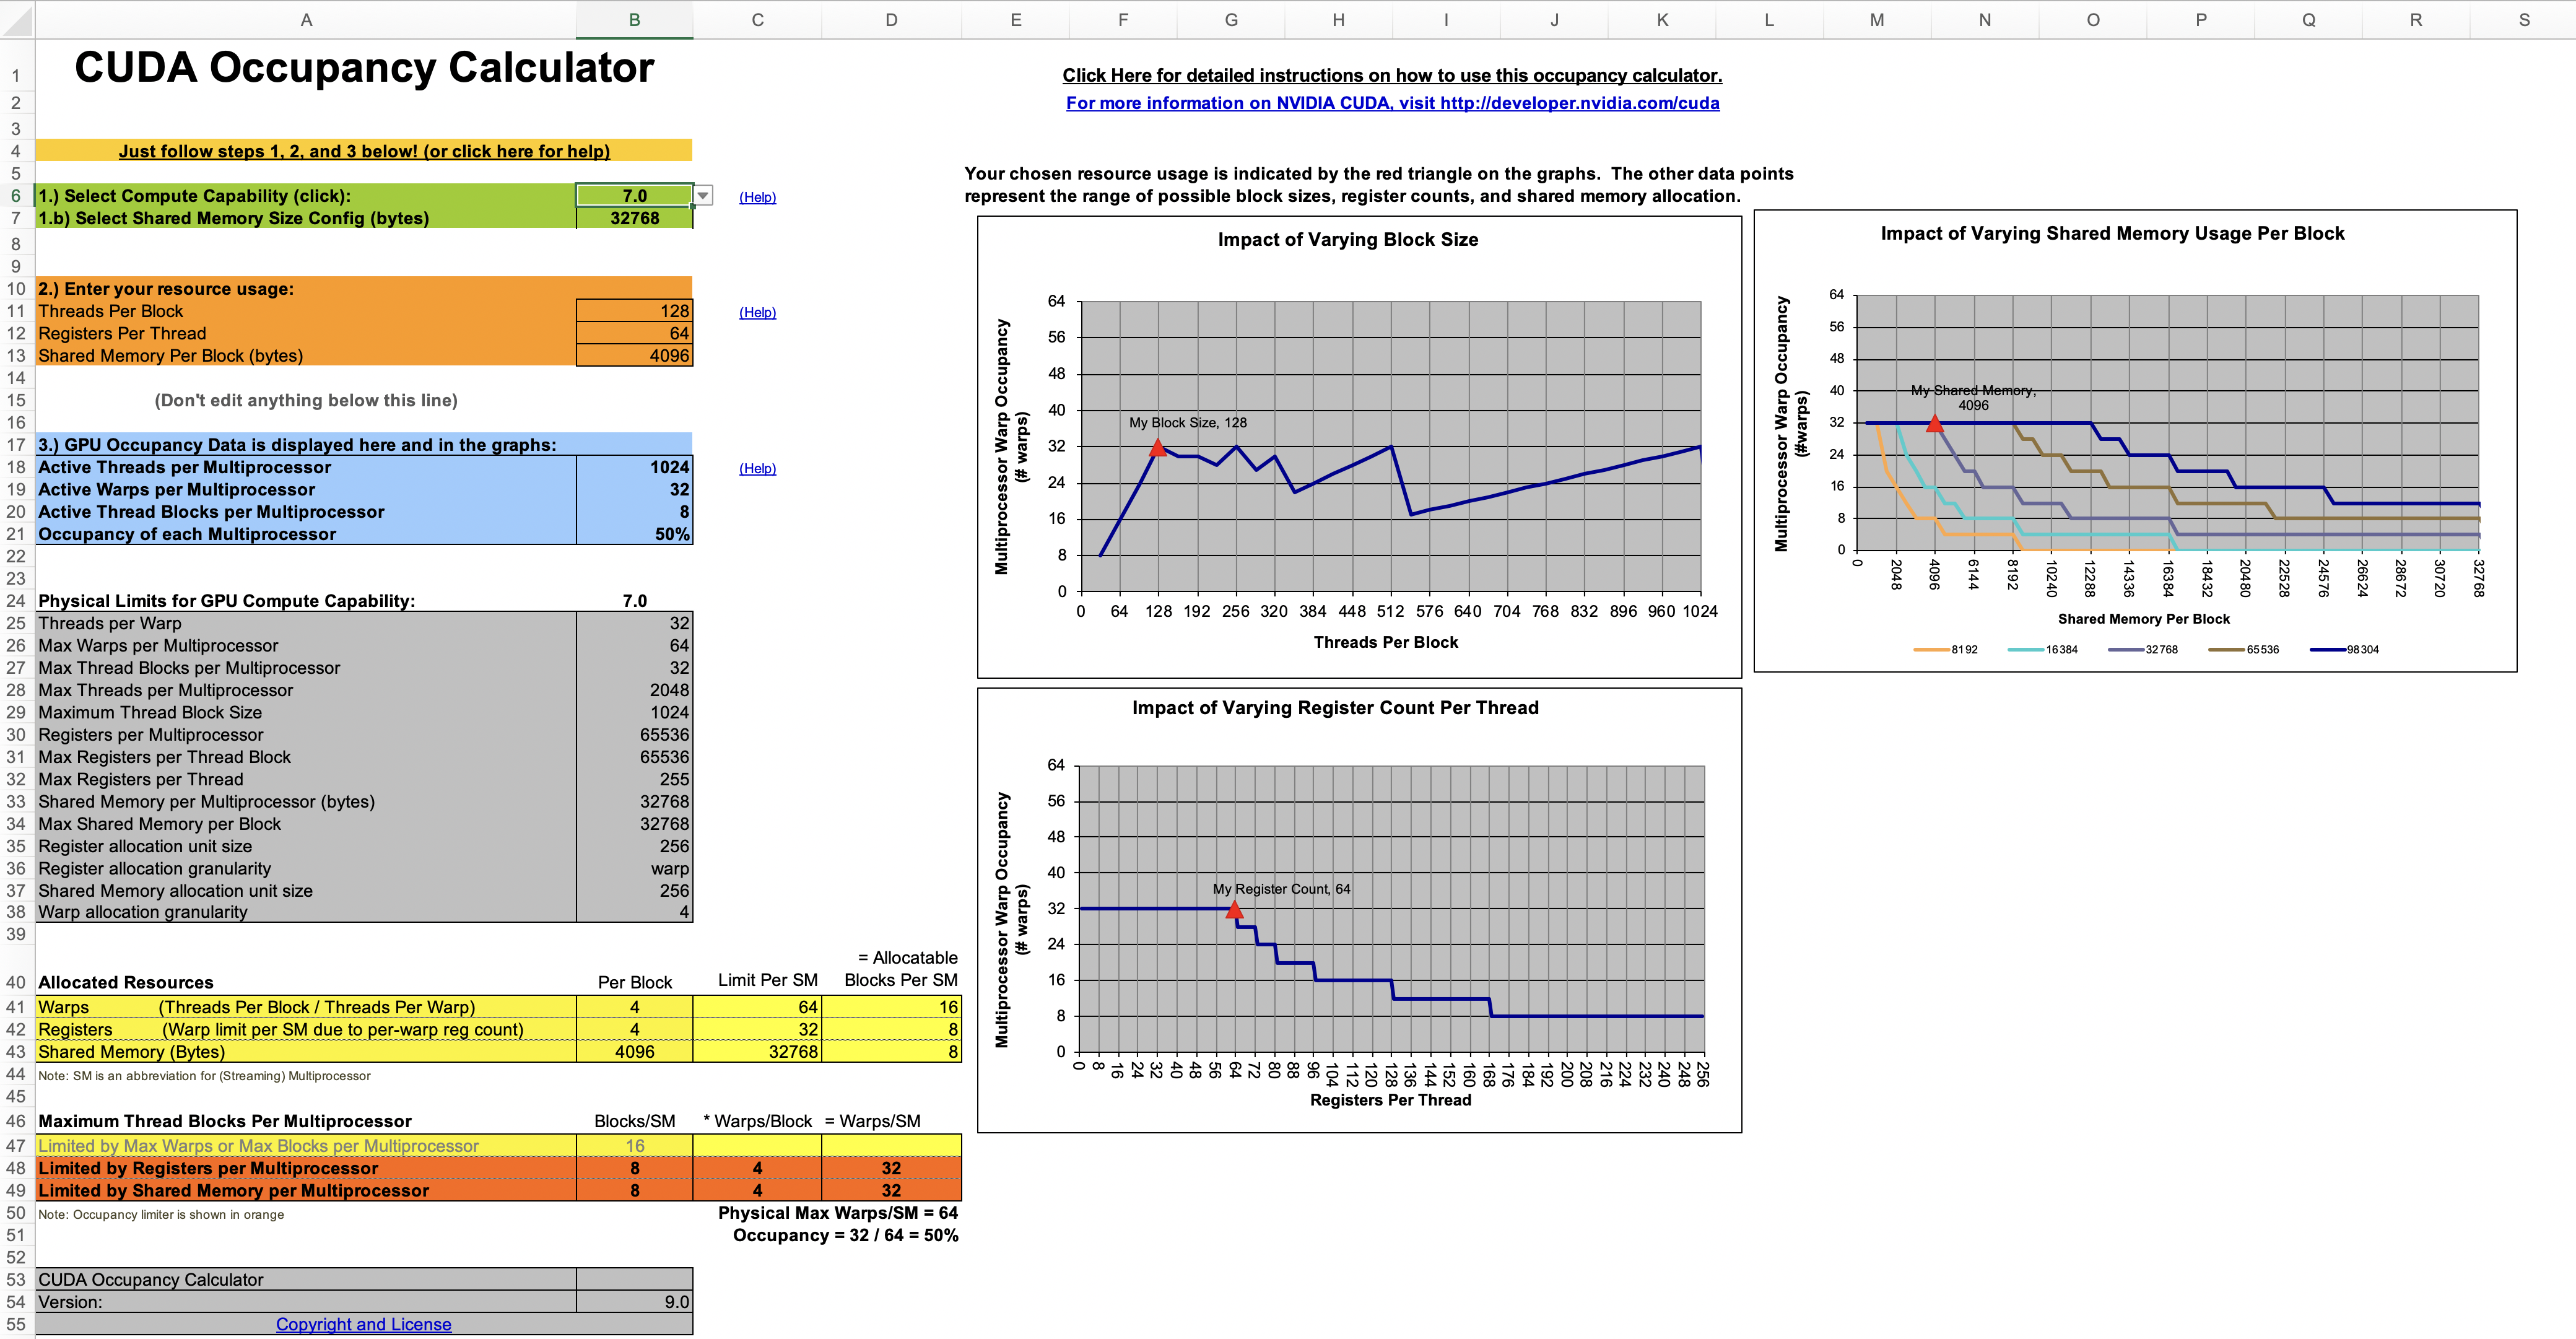 A B C D E F G H I J K L M N O P Q R S
1 CUDA Occupancy Calculator
Click Here for detailed instructions on how to use this occupancy calculator.
2 For more information on NVIDIA CUDA, visit http://developer.nvidia.com/cuda
3
4 Just follow steps 1, 2, and 3 below! (or click here for help)
5 Your chosen resource usage is indicated by the red triangle on the graphs. The other data points
represent the range of possible block sizes, register counts, and shared memory allocation.
6 1.) Select Compute Capability (click): 7.0 (Help)
7 1.b) Select Shared Memory Size Config (bytes) 32768
8
9
10 2.) Enter your resource usage:
11 Threads Per Block 128 (Help)
12 Registers Per Thread 64
13 Shared Memory Per Block (bytes) 4096
14
15 (Don't edit anything below this line)
16
17 3.) GPU Occupancy Data is displayed here and in the graphs:
18 Active Threads per Multiprocessor 1024 (Help)
19 Active Warps per Multiprocessor 32
20 Active Thread Blocks per Multiprocessor 8
21 Occupancy of each Multiprocessor 50%
22
23
24 Physical Limits for GPU Compute Capability: 7.0
25 Threads per Warp 32
26 Max Warps per Multiprocessor 64
27 Max Thread Blocks per Multiprocessor 32
28 Max Threads per Multiprocessor 2048
29 Maximum Thread Block Size 1024
30 Registers per Multiprocessor 65536
31 Max Registers per Thread Block 65536
32 Max Registers per Thread 255
33 Shared Memory per Multiprocessor (bytes) 32768
34 Max Shared Memory per Block 32768
35 Register allocation unit size 256
36 Register allocation granularity warp
37 Shared Memory allocation unit size 256
38 Warp allocation granularity 4
39
= Allocatable
40 Allocated Resources Per Block Limit Per SM Blocks Per SM
41 Warps (Threads Per Block / Threads Per Warp) 4 64 16
42 Registers (Warp limit per SM due to per-warp reg count) 4 32 8
43 Shared Memory (Bytes) 4096 32768 8
44 Note: SM is an abbreviation for (Streaming) Multiprocessor
45
46 Maximum Thread Blocks Per Multiprocessor Blocks/SM * Warps/Block = Warps/SM
47 Limited by Max Warps or Max Blocks per Multiprocessor 16
48 Limited by Registers per Multiprocessor 8 4 32
49 Limited by Shared Memory per Multiprocessor 8 4 32
50 Note: Occupancy limiter is shown in orange Physical Max Warps/SM = 64
51 Occupancy = 32 / 64 = 50%
52
53 CUDA Occupancy Calculator
54 Version: 9.0
55 Copyright and License
Impact of Varying Block Size
Multiprocessor Warp Occupancy
(# warps)
64
56
48
40
32
24
16
8
0
My Block Size, 128
0 64 128 192 256 320 384 448 512 576 640 704 768 832 896 960 1024
Threads Per Block
Impact of Varying Shared Memory Usage Per Block
Multiprocessor Warp Occupancy
(#warps)
64
56
48
40
32
24
16
8
0
My Shared Memory,
4096
0 2048 4096 6144 8192 10240 12288 14336 16384 18432 20480 22528 24576 26624 28672 30720 32768
Shared Memory Per Block
8192 16384 32768 65536 98304
Impact of Varying Register Count Per Thread
Multiprocessor Warp Occupancy
(# warps)
64
56
48
40
32
24
16
8
0
My Register Count, 64
0 8 16 24 32 40 48 56 64 72 80 88 96 104 112 120 128 136 144 152 160 168 176 184 192 200 208 216 224 232 240 248 256
Registers Per Thread